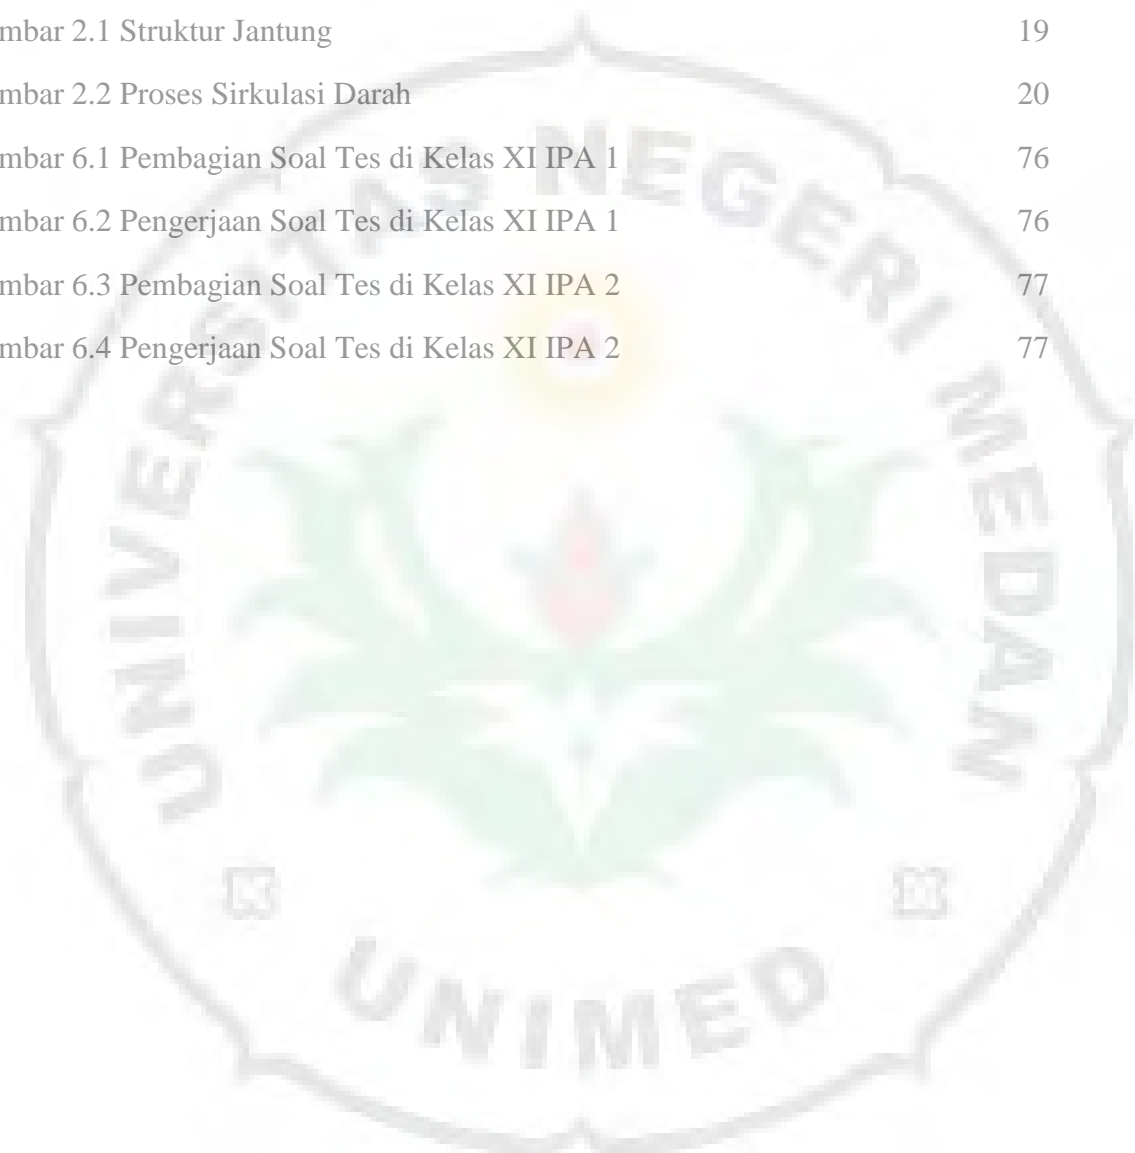 mbar 2.1 Struktur Jantung 19
mbar 2.2 Proses Sirkulasi Darah 20
mbar 6.1 Pembagian Soal Tes di Kelas XI IPA 1 76
mbar 6.2 Pengerjaan Soal Tes di Kelas XI IPA 1 76
mbar 6.3 Pembagian Soal Tes di Kelas XI IPA 2 77
mbar 6.4 Pengerjaan Soal Tes di Kelas XI IPA 2 77
UNIVERSITAS NEGERI MEDAN
UNIMED